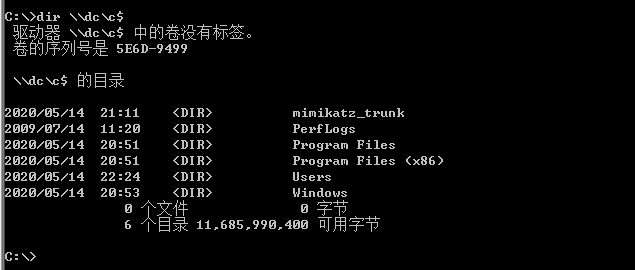 C:\>dir \\dc\c$
驱动器 \\dc\c$ 中的卷没有标签。
卷的序列号是 5E6D-9499
\\dc\c$ 的目录
2020/05/14  21:11    <DIR>          mimikatz_trunk
2009/07/14  11:20    <DIR>          PerfLogs
2020/05/14  20:51    <DIR>          Program Files
2020/05/14  20:51    <DIR>          Program Files (x86)
2020/05/14  22:24    <DIR>          Users
2020/05/14  20:53    <DIR>          Windows
0 个文件              0 字节
6 个目录 11,685,990,400 可用字节
C:\>